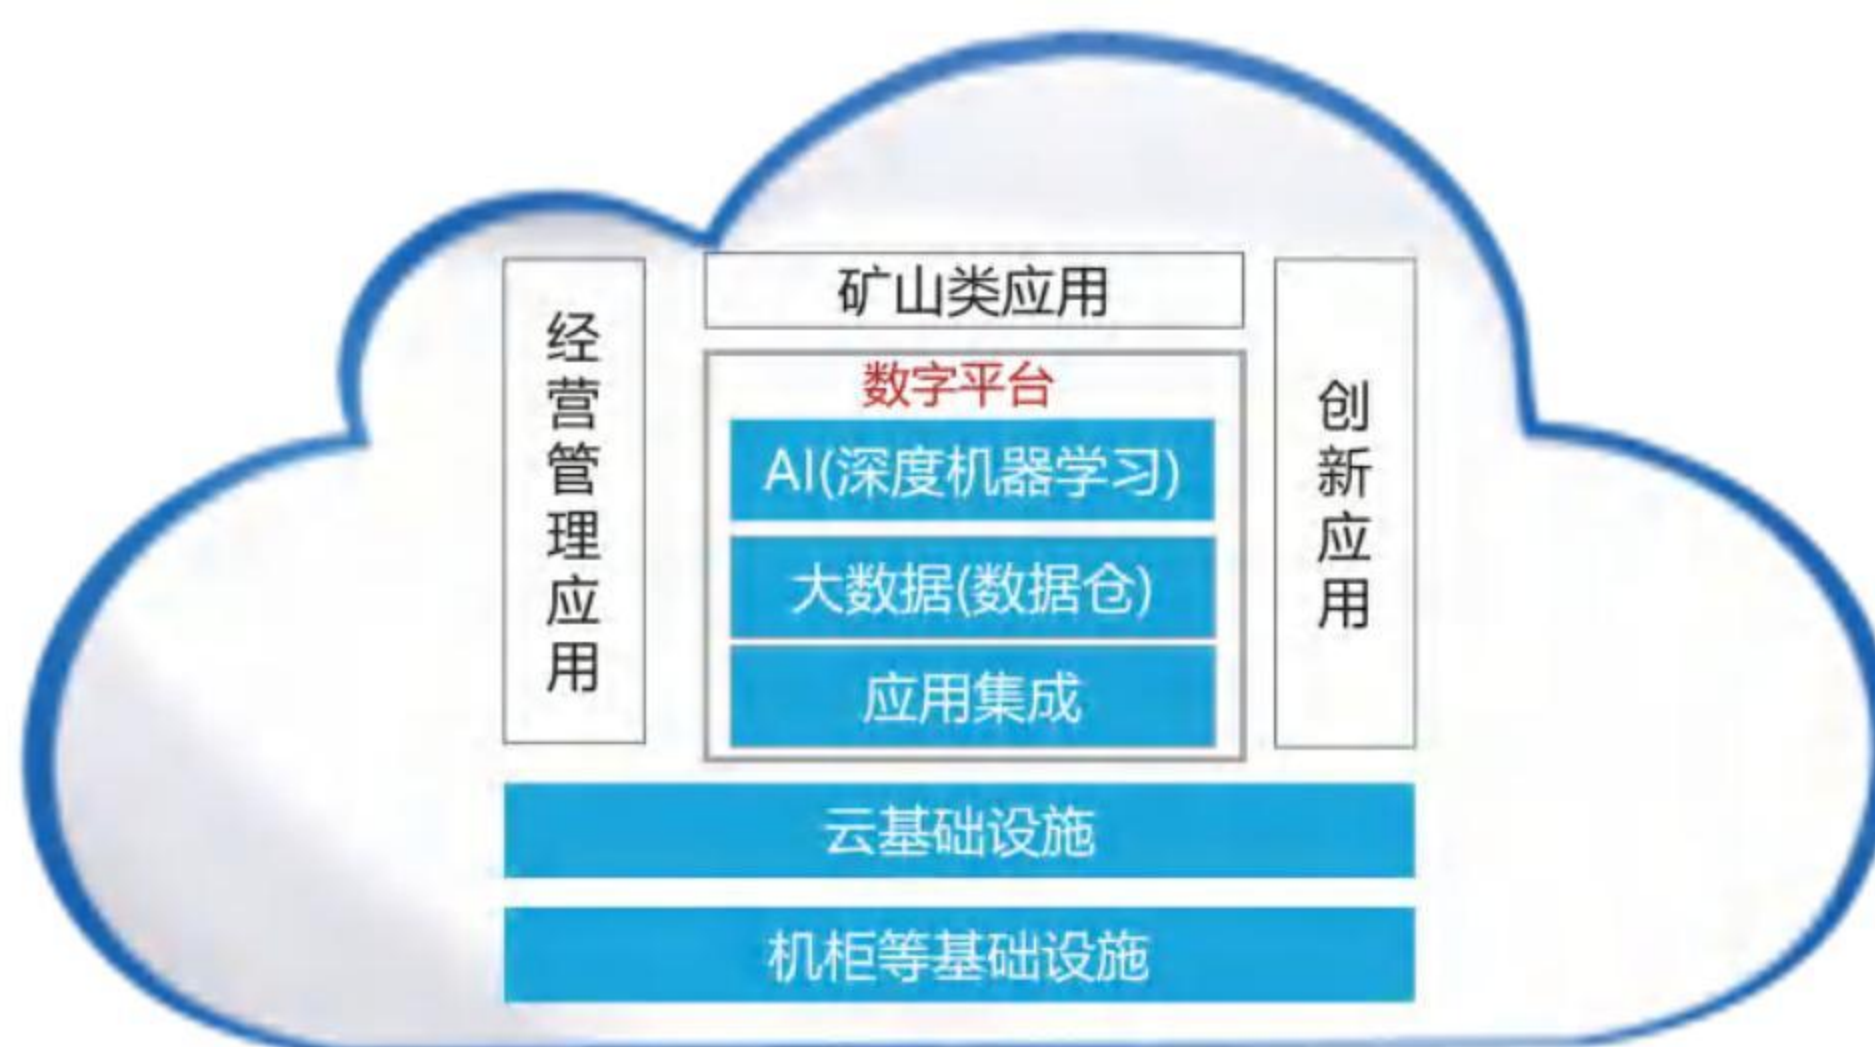 经营管理应用
矿山类应用
数字平台
AI(深度机器学习)
大数据(数据仓)
应用集成
创新应用
云基础设施
机柜等基础设施